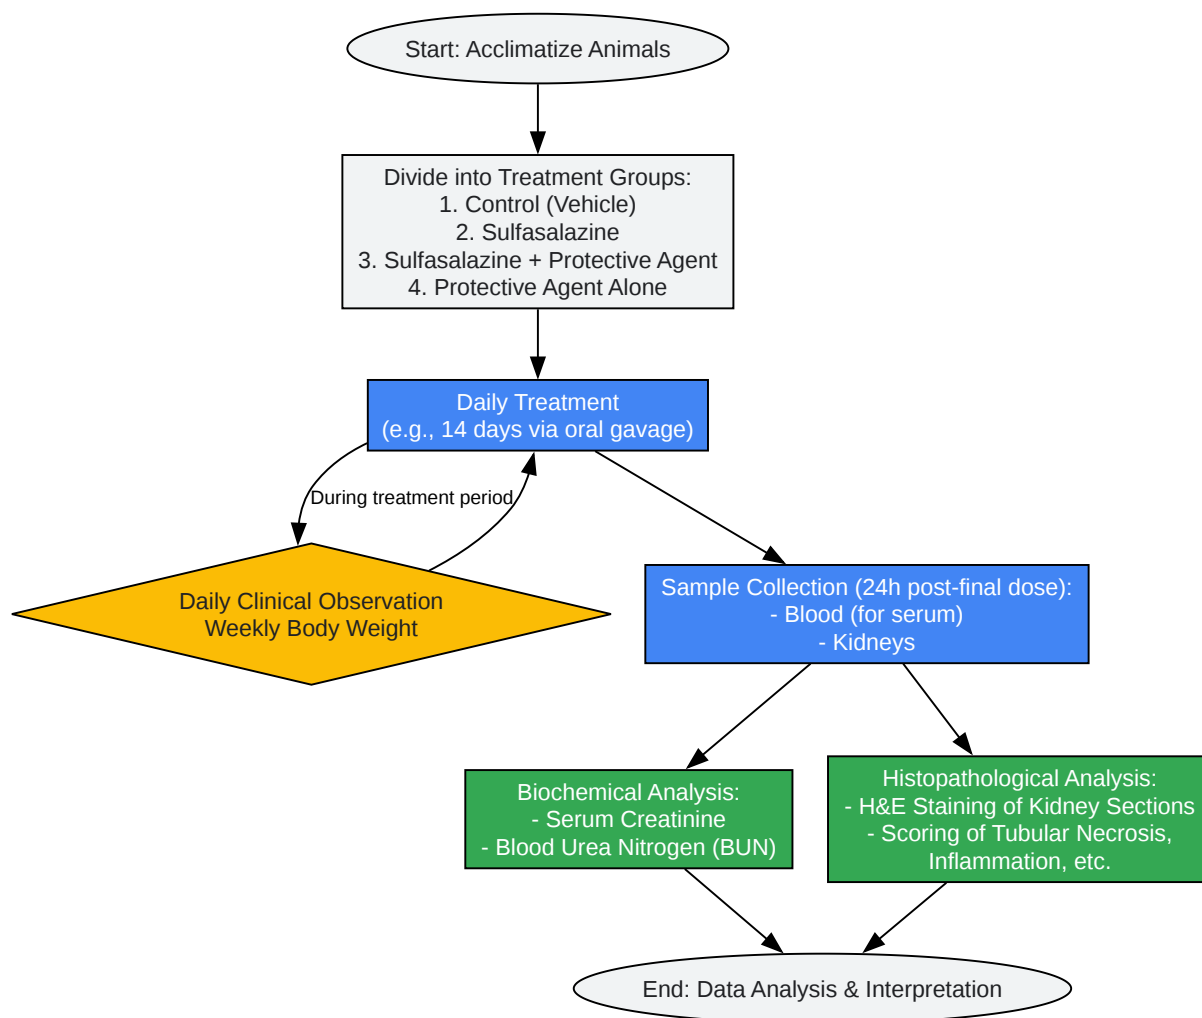 Start: Acclimatize Animals
Divide into Treatment Groups:
1. Control (Vehicle)
2. Sulfasalazine
3. Sulfasalazine + Protective Agent
4. Protective Agent Alone
Daily Treatment
(e.g., 14 days via oral gavage)
During treatment period
Daily Clinical Observation
Weekly Body Weight
Sample Collection (24h post-final dose):
- Blood (for serum)
- Kidneys
Biochemical Analysis:
- Serum Creatinine
- Blood Urea Nitrogen (BUN)
Histopathological Analysis:
- H&E Staining of Kidney Sections
- Scoring of Tubular Necrosis,
Inflammation, etc.
End: Data Analysis & Interpretation